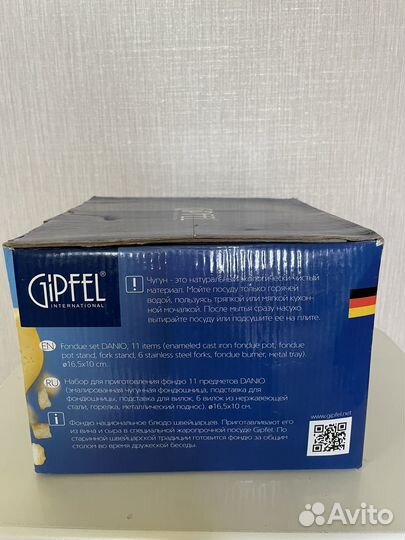 GIPFEL®
INTERNATIONAL
Чугун - это натуральный экологически чистый
материал. Мойте посуду только горячей
водой, пользуясь тряпкой или мягкой кухон-
ной мочалкой. После мытья сразу насухо
вытирайте посуду или подсушите ее на плите.
EN
Fondue set DANIO, 11 items (enameled cast iron fondue pot, fondue
pot stand, fork stand, 6 stainless steel forks, fondue burner, metal tray).
ø16,5x10 cm.
RU
Набор для приготовления фондю 11 предметов DANIO
(эмалированная чугунная фондюшница, подставка для
фондюшницы, подставка для вилок, 6 вилок из нержавеющей
стали, горелка, металлический поднос). ø16,5x10 см.
Фондю национальное блюдо швейцарцев. Приготавливают его
из вина и сыра в специальной жаропрочной посуде Gipfel. По
старинной швейцарской традиции готовится фондю за общим
столом во время дружеской беседы.
www.gipfel.net
Avito